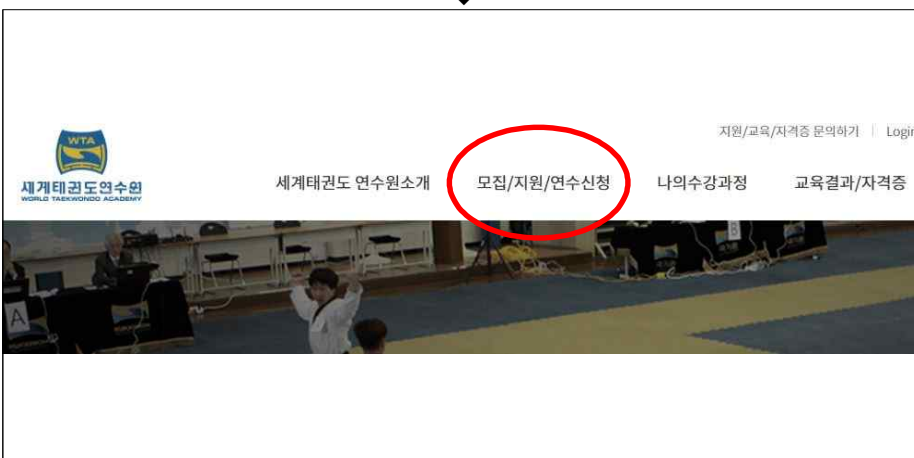 지원/교육/자격증 문의하기 Login
WTA
세계태권도연수원
WORLD TAEKWONDO ACADEMY
세계태권도 연수원소개 모집/지원/연수신청 나의수강과정 교육결과/자격증
B
A